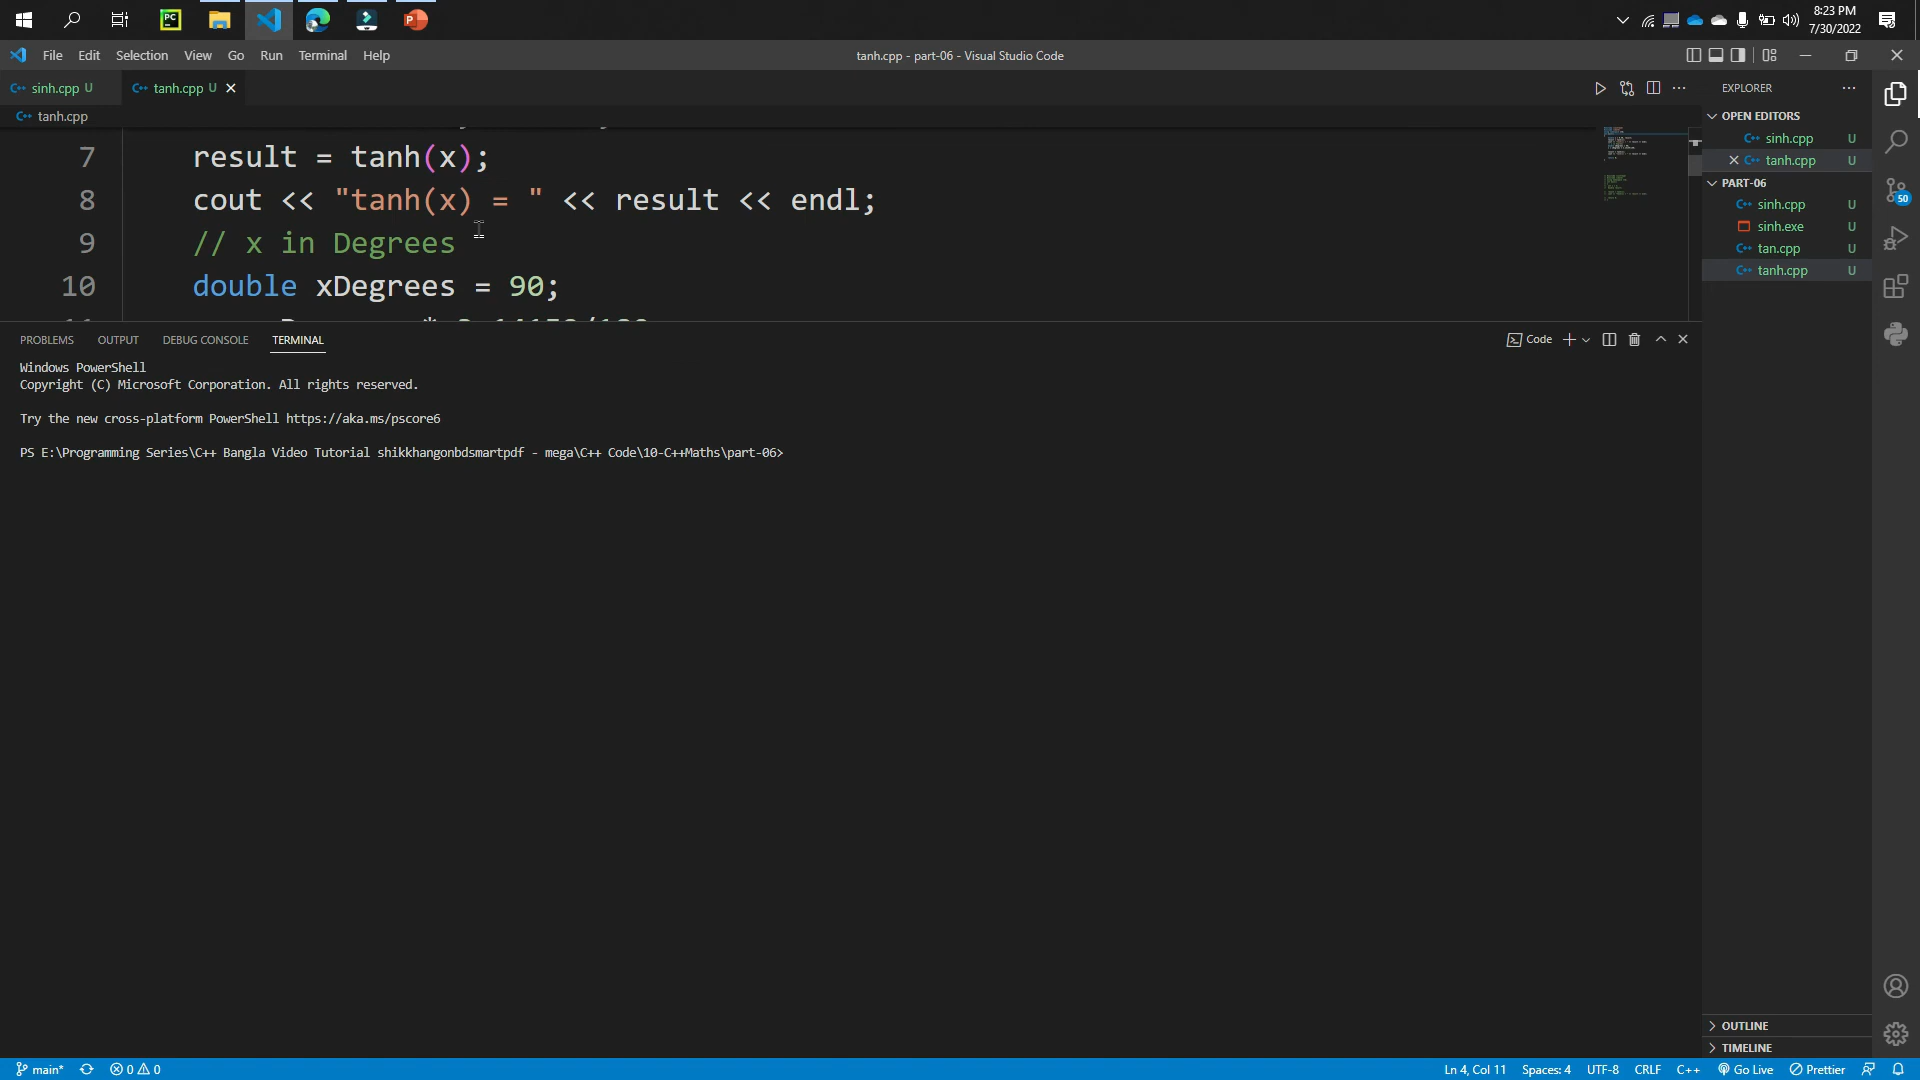 8:23 PM
7/30/2022
File Edit Selection View Go Run Terminal Help
tanh.cpp - part-06 - Visual Studio Code
sinh.cpp U
tanh.cpp U
tanh.cpp
7 result = tanh(x);
8 cout << "tanh(x) = " << result << endl;
9 // x in Degrees
10 double xDegrees = 90;
PROBLEMS OUTPUT DEBUG CONSOLE TERMINAL
Code
Windows PowerShell
Copyright (C) Microsoft Corporation. All rights reserved.
Try the new cross-platform PowerShell https://aka.ms/pscore6
PS E:\Programming Series\C++ Bangla Video Tutorial shikkhangonbdsmartpdf - mega\C++ Code\10-C++Maths\part-06>
EXPLORER
OPEN EDITORS
sinh.cpp U
tanh.cpp U
PART-06
sinh.cpp U
sinh.exe U
tan.cpp U
tanh.cpp U
50
OUTLINE
TIMELINE
main* 0 0
Ln 4, Col 11 Spaces: 4 UTF-8 CRLF C++ Go Live Prettier